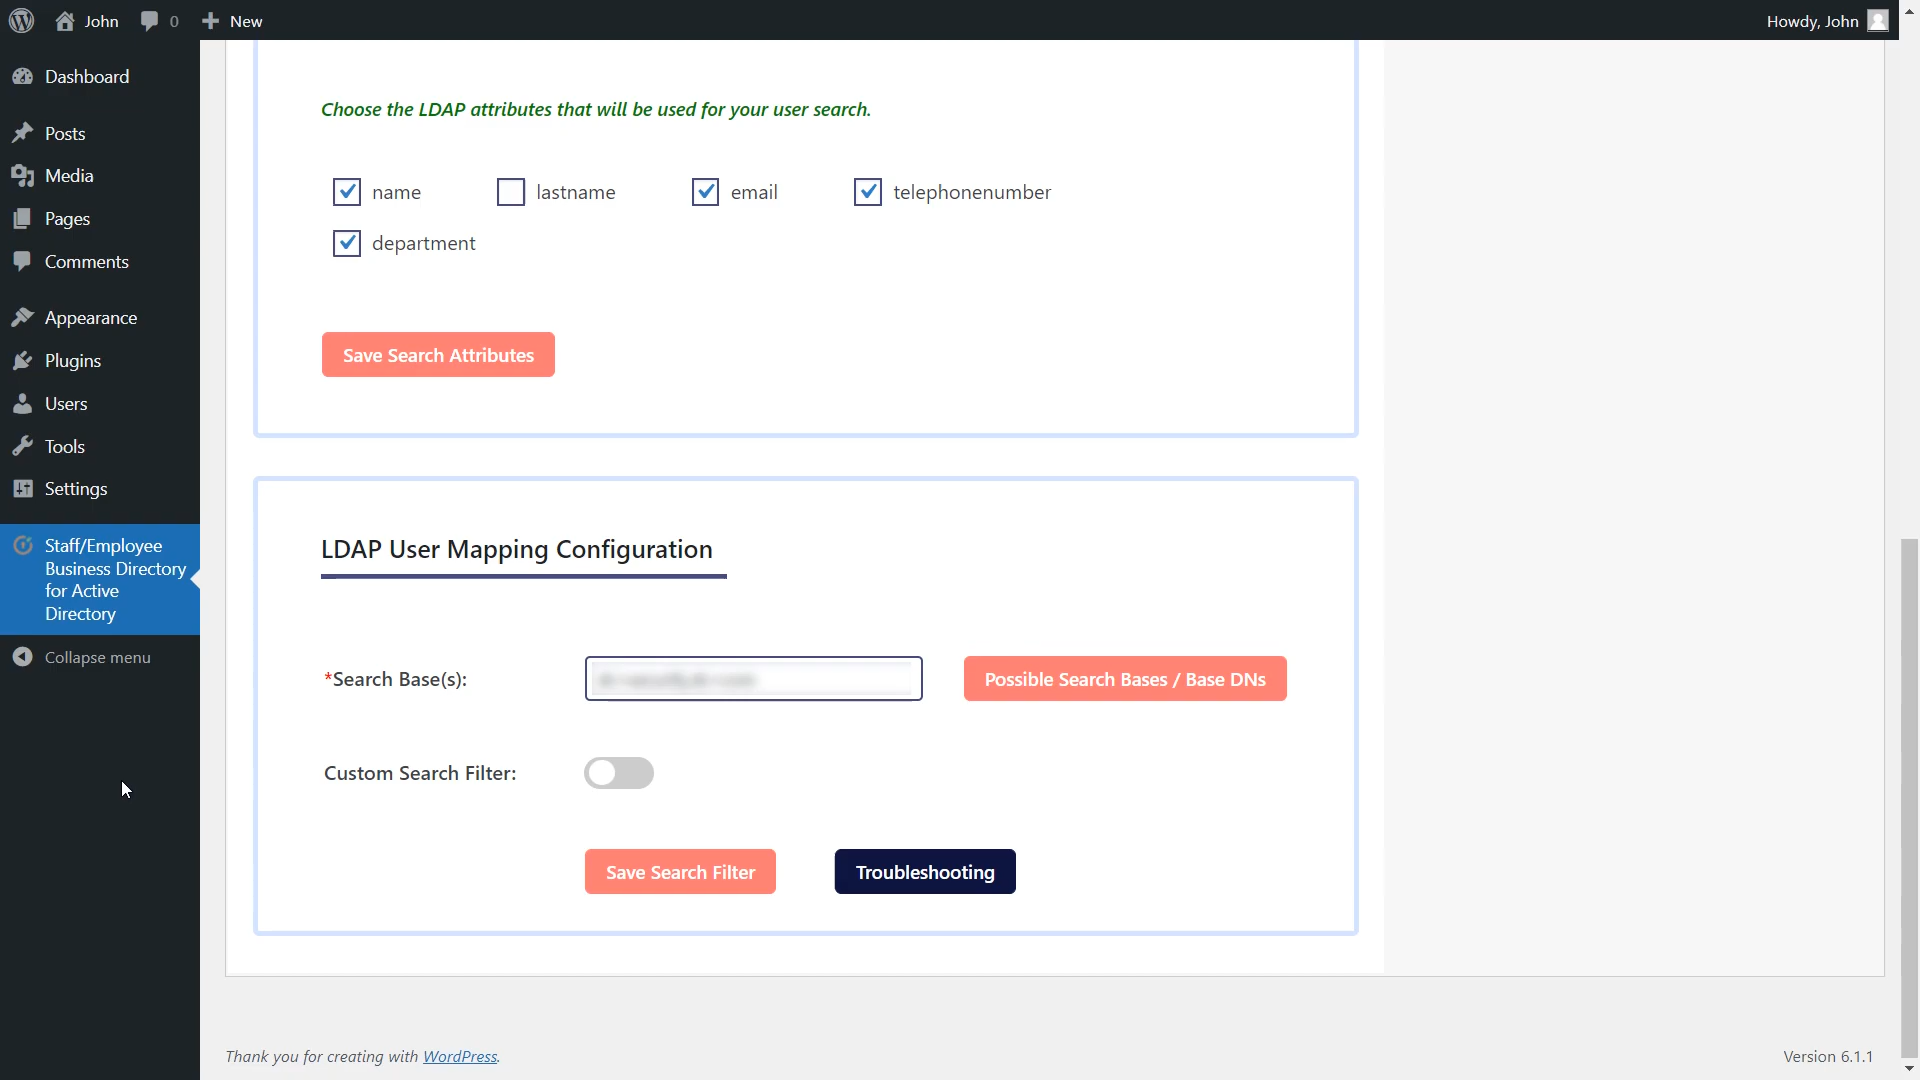 John 0 New Howdy, John
Dashboard
Posts
Media
Pages
Comments
Appearance
Plugins
Users
Tools
Settings
Staff/Employee
Business Directory
for Active
Directory
Collapse menu
Choose the LDAP attributes that will be used for your user search.
name lastname email telephonenumber
department
Save Search Attributes
LDAP User Mapping Configuration
*Search Base(s): Possible Search Bases / Base DNs
Custom Search Filter:
Save Search Filter Troubleshooting
Thank you for creating with WordPress. Version 6.1.1